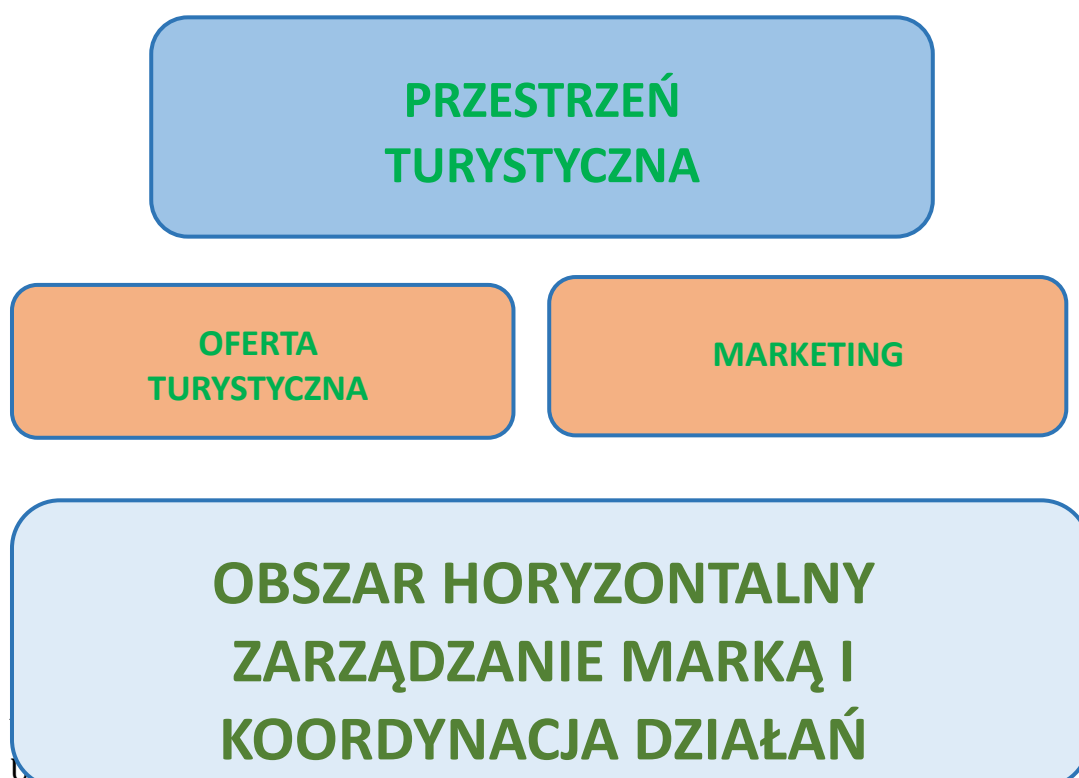 PRZESTRZEŃ
TURYSTYCZNA
OFERTA
TURYSTYCZNA
MARKETING
OBSZAR HORYZONTALNY
ZARZĄDZANIE MARKĄ I
KOORDYNACJA DZIAŁAŃ